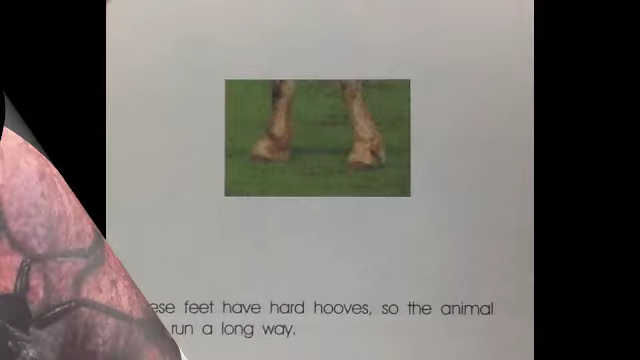 ese feet have hard hooves, so the animal
run a long way.